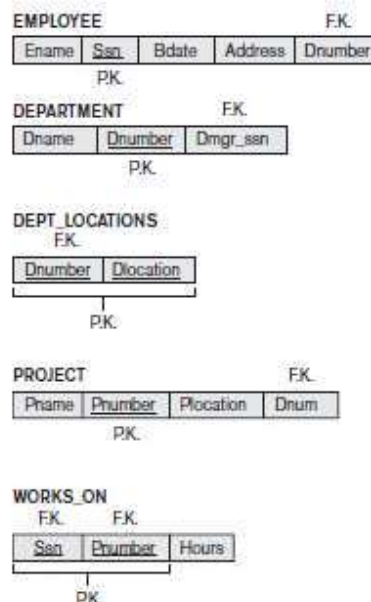 EMPLOYEE F.K.
Ename Ssn Bdate Address Dnumber
P.K.
DEPARTMENT F.K.
Dname Dnumber Dmgr_ssn
P.K.
DEPT_LOCATIONS
F.K.
Dnumber Dlocation
P.K.
PROJECT F.K.
Pname Pnumber Plocation Dnum
P.K.
WORKS_ON
F.K. F.K.
Ssn Pnumber Hours
P.K.